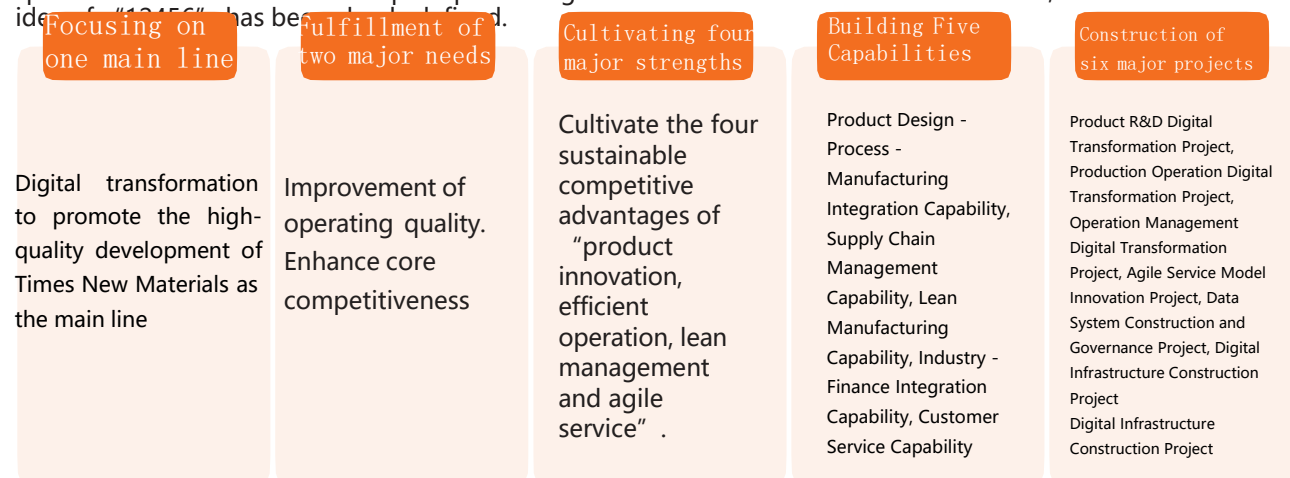 Focusing on
one main line
Digital transformation
to promote the high-
quality development of
Times New Materials as
the main line
Fulfillment of
two major needs
Improvement of
operating quality.
Enhance core
competitiveness
Cultivating four
major strengths
Cultivate the four
sustainable
competitive
advantages of
“product
innovation,
efficient
operation, lean
management
and agile
service” .
Building Five
Capabilities
Product Design -
Process -
Manufacturing
Integration Capability,
Supply Chain
Management
Capability, Lean
Manufacturing
Capability, Industry -
Finance Integration
Capability, Customer
Service Capability
Construction of
six major projects
Product R&D Digital
Transformation Project,
Production Operation Digital
Transformation Project,
Operation Management
Digital Transformation
Project, Agile Service Model
Innovation Project, Data
System Construction and
Governance Project, Digital
Infrastructure Construction
Project
Digital Infrastructure
Construction Project